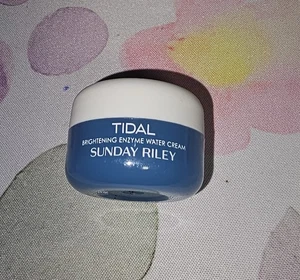 TIDAL
BRIGHTENING ENZYME WATER CREAM
SUNDAY RILEY